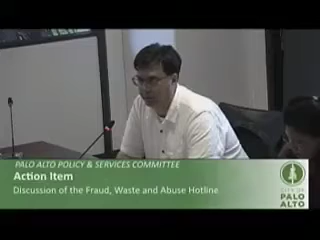 PALO ALTO POLICY & SERVICES COMMITTEE
Action Item
Discussion of the Fraud, Waste and Abuse Hotline
CITY OF
PALO
ALTO